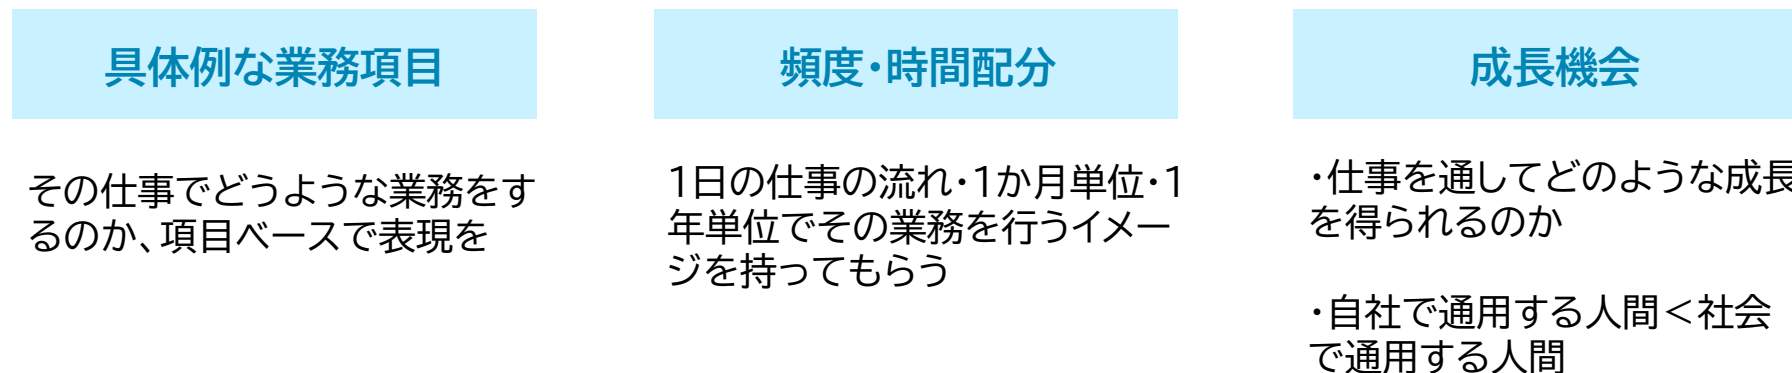 具体例な業務項目
その仕事でどうような業務をす
るのか、項目ベースで表現を
頻度・時間配分
1日の仕事の流れ・1か月単位・1
年単位でその業務を行うイメー
ジを持ってもらう
成長機会
・仕事を通してどのような成長
を得られるのか
・自社で通用する人間＜社会
で通用する人間